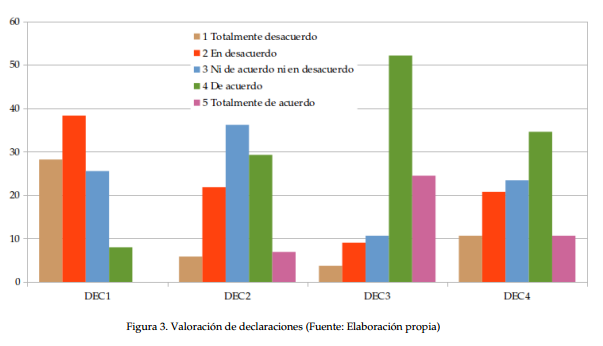 60
50
40
30
20
10
0
1 Totalmente desacuerdo
2 En desacuerdo
3 Ni de acuerdo ni en desacuerdo
4 De acuerdo
5 Totalmente de acuerdo
DEC1 DEC2 DEC3 DEC4
Figura 3. Valoración de declaraciones (Fuente: Elaboración propia)